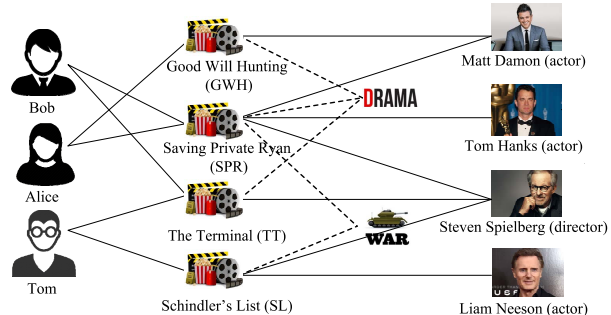 Bob
Alice
Tom
Good Will Hunting
(GWH)
Saving Private Ryan
(SPR)
The Terminal (TT)
Schindler's List (SL)
DRAMA
WAR
Matt Damon (actor)
Tom Hanks (actor)
Steven Spielberg (director)
USF
Liam Neeson (actor)